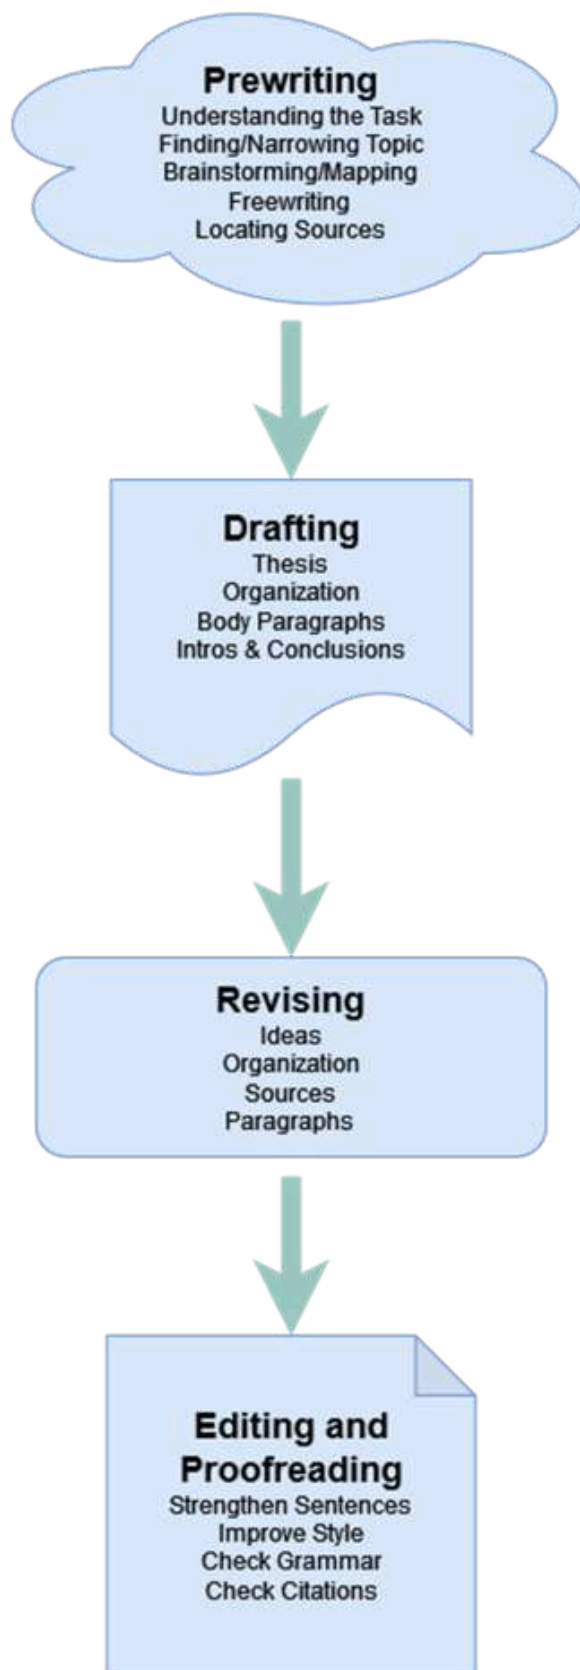 Prewriting
Understanding the Task
Finding/Narrowing Topic
Brainstorming/Mapping
Freewriting
Locating Sources
Drafting
Thesis
Organization
Body Paragraphs
Intros & Conclusions
Revising
Ideas
Organization
Sources
Paragraphs
Editing and
Proofreading
Strengthen Sentences
Improve Style
Check Grammar
Check Citations